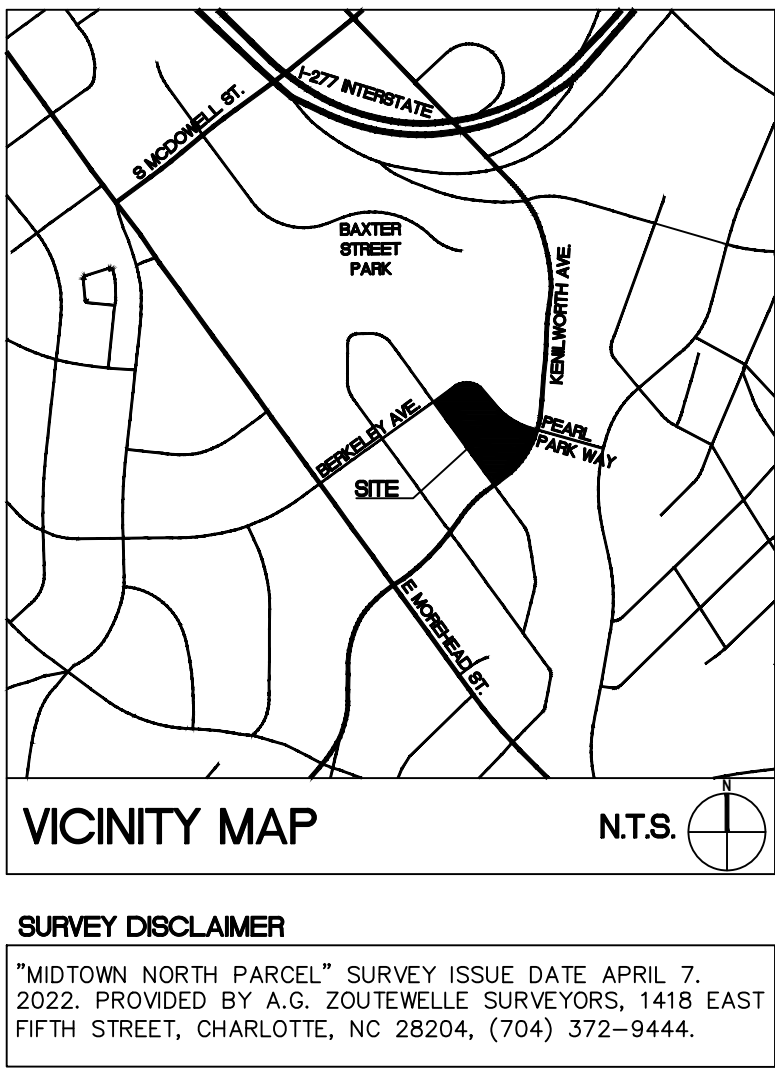 I-277 INTERSTATE
S MCDOWELL ST.
BAXTER
STREET
PARK
KENILWORTH AVE.
BERKELEY AVE.
PEARL
PARK WAY
SITE
E MOREHEAD ST.
VICINITY MAP
N.T.S.
N
SURVEY DISCLAIMER
"MIDTOWN NORTH PARCEL" SURVEY ISSUE DATE APRIL 7.
2022. PROVIDED BY A.G. ZOUTEWELLE SURVEYORS, 1418 EAST
FIFTH STREET, CHARLOTTE, NC 28204, (704) 372-9444.